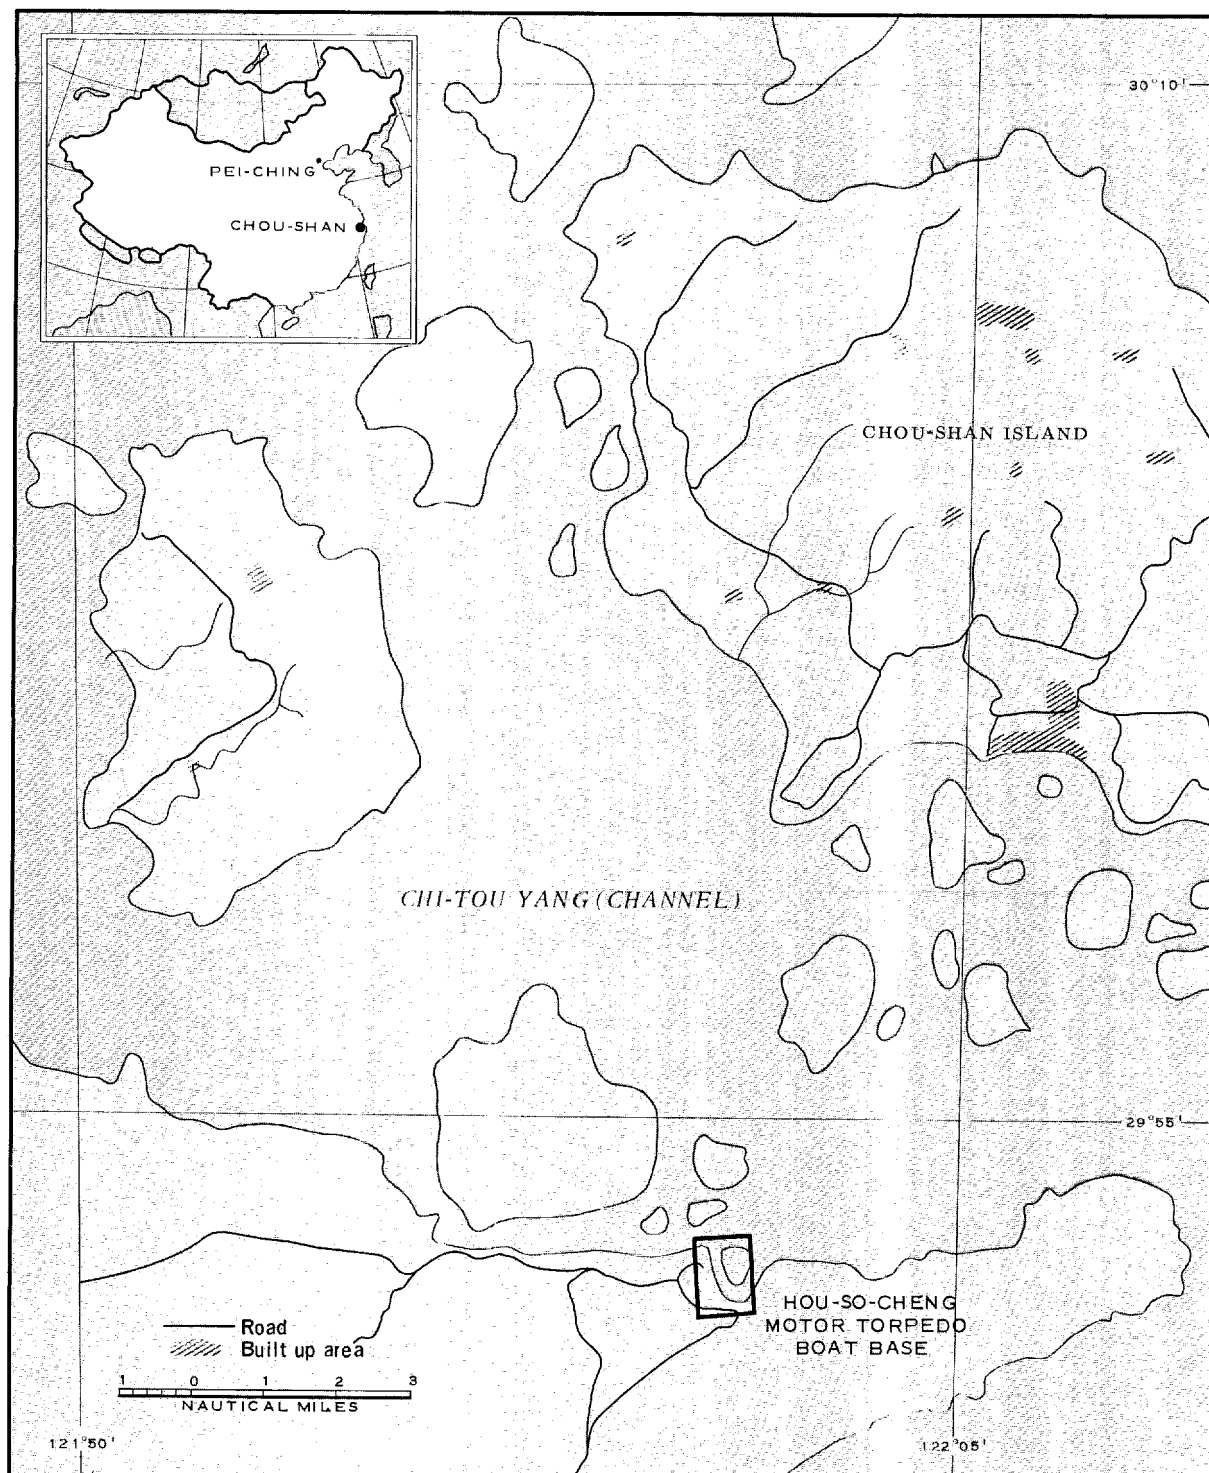 30°10'
PEI-CHING
CHOU-SHAN
CHOU-SHAN ISLAND
CHI-TOU YANG (CHANNEL)
29°55'
HOU-SO-CHENG
MOTOR TORPEDO
BOAT BASE
Road
Built up area
1 0 1 2 3
NAUTICAL MILES
121°50'
122°05'